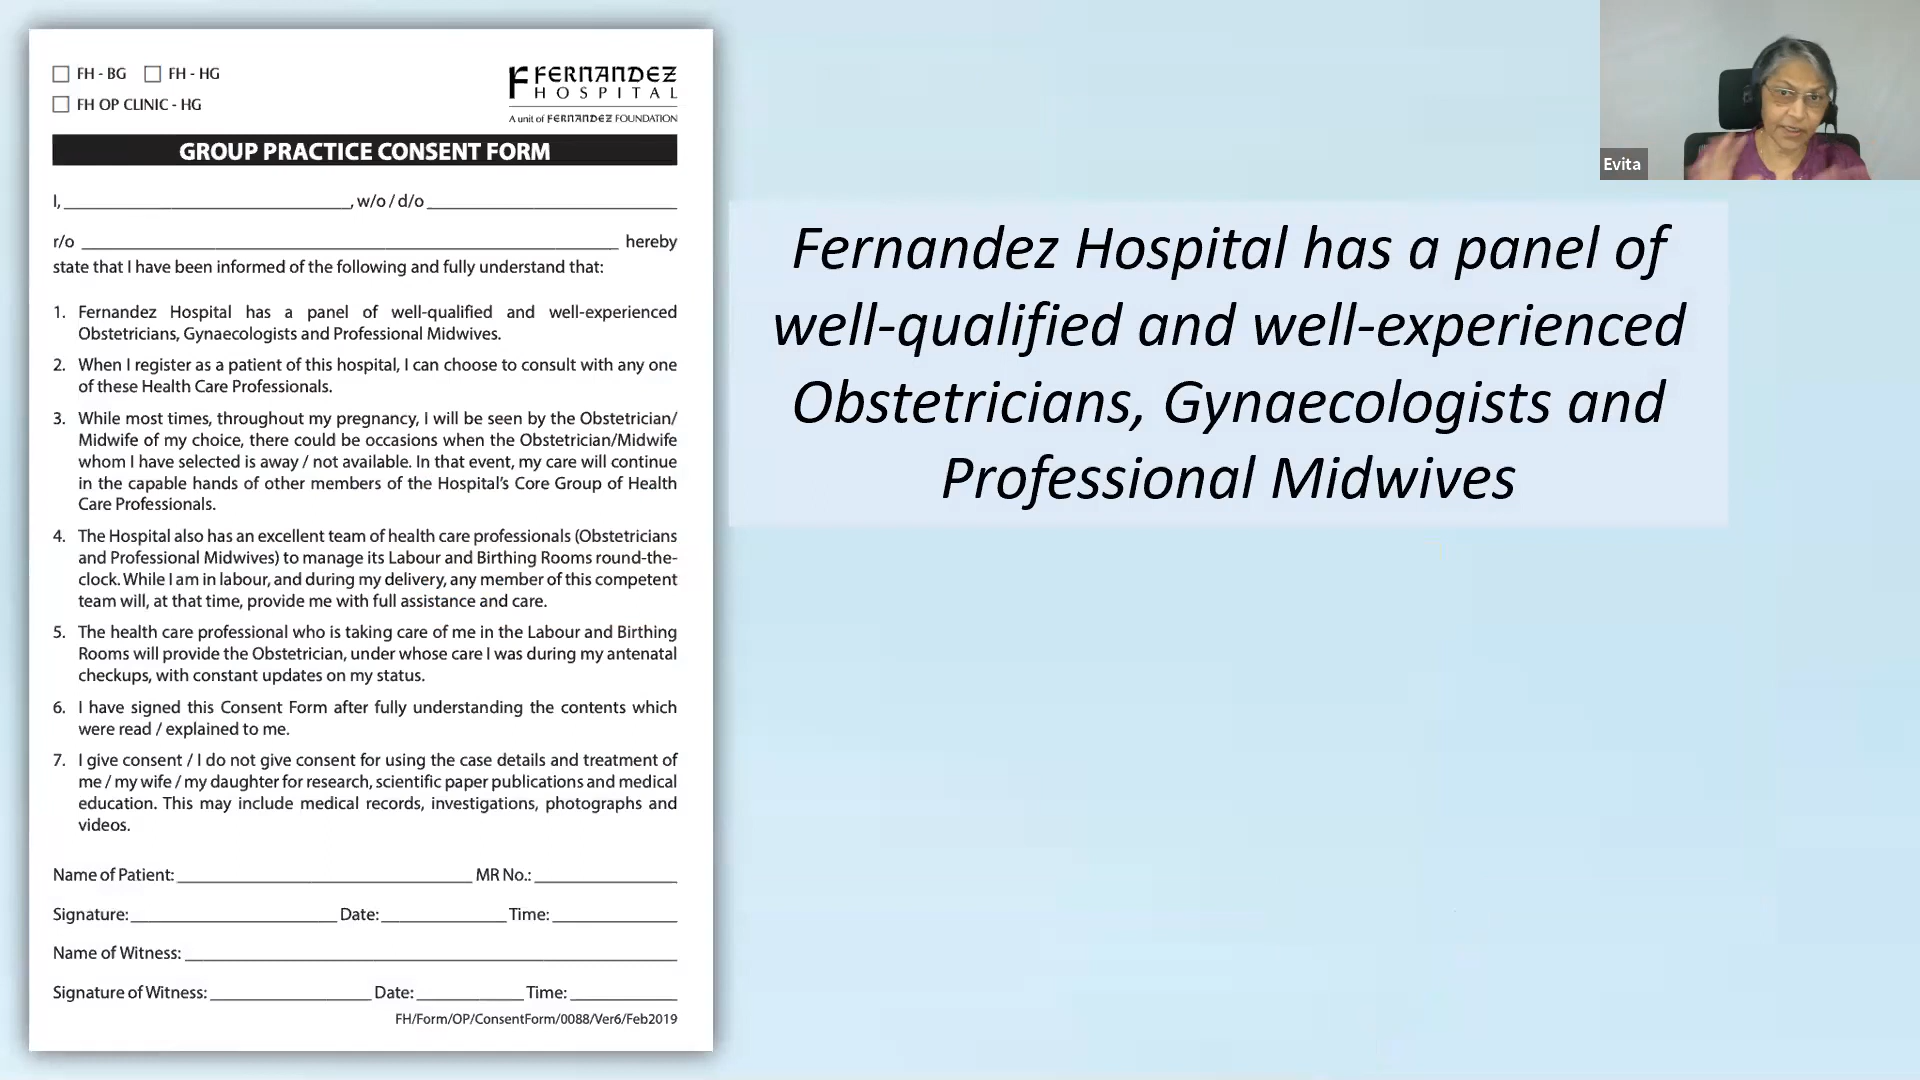 FH - BG FH - HG
FH OP CLINIC - HG
FERNANDEZ
HOSPITAL
A unit of FERNANDEZ FOUNDATION
GROUP PRACTICE CONSENT FORM
I, ______________________________, w/o / d/o __________________________
r/o ________________________________________________________ hereby
state that I have been informed of the following and fully understand that:
1. Fernandez Hospital has a panel of well-qualified and well-experienced
Obstetricians, Gynaecologists and Professional Midwives.
2. When I register as a patient of this hospital, I can choose to consult with any one
of these Health Care Professionals.
3. While most times, throughout my pregnancy, I will be seen by the Obstetrician/
Midwife of my choice, there could be occasions when the Obstetrician/Midwife
whom I have selected is away / not available. In that event, my care will continue
in the capable hands of other members of the Hospital's Core Group of Health
Care Professionals.
4. The Hospital also has an excellent team of health care professionals (Obstetricians
and Professional Midwives) to manage its Labour and Birthing Rooms round-the-
clock. While I am in labour, and during my delivery, any member of this competent
team will, at that time, provide me with full assistance and care.
5. The health care professional who is taking care of me in the Labour and Birthing
Rooms will provide the Obstetrician, under whose care I was during my antenatal
checkups, with constant updates on my status.
6. I have signed this Consent Form after fully understanding the contents which
were read / explained to me.
7. I give consent / I do not give consent for using the case details and treatment of
me / my wife / my daughter for research, scientific paper publications and medical
education. This may include medical records, investigations, photographs and
videos.
Name of Patient: ______________________________ MR No.: _______________
Signature: _____________________ Date: _____________ Time: _____________
Name of Witness: __________________________________________________
Signature of Witness: _________________ Date: ___________ Time: ___________
FH/Form/OP/ConsentForm/0088/Ver6/Feb2019
Fernandez Hospital has a panel of
well-qualified and well-experienced
Obstetricians, Gynaecologists and
Professional Midwives
Evita